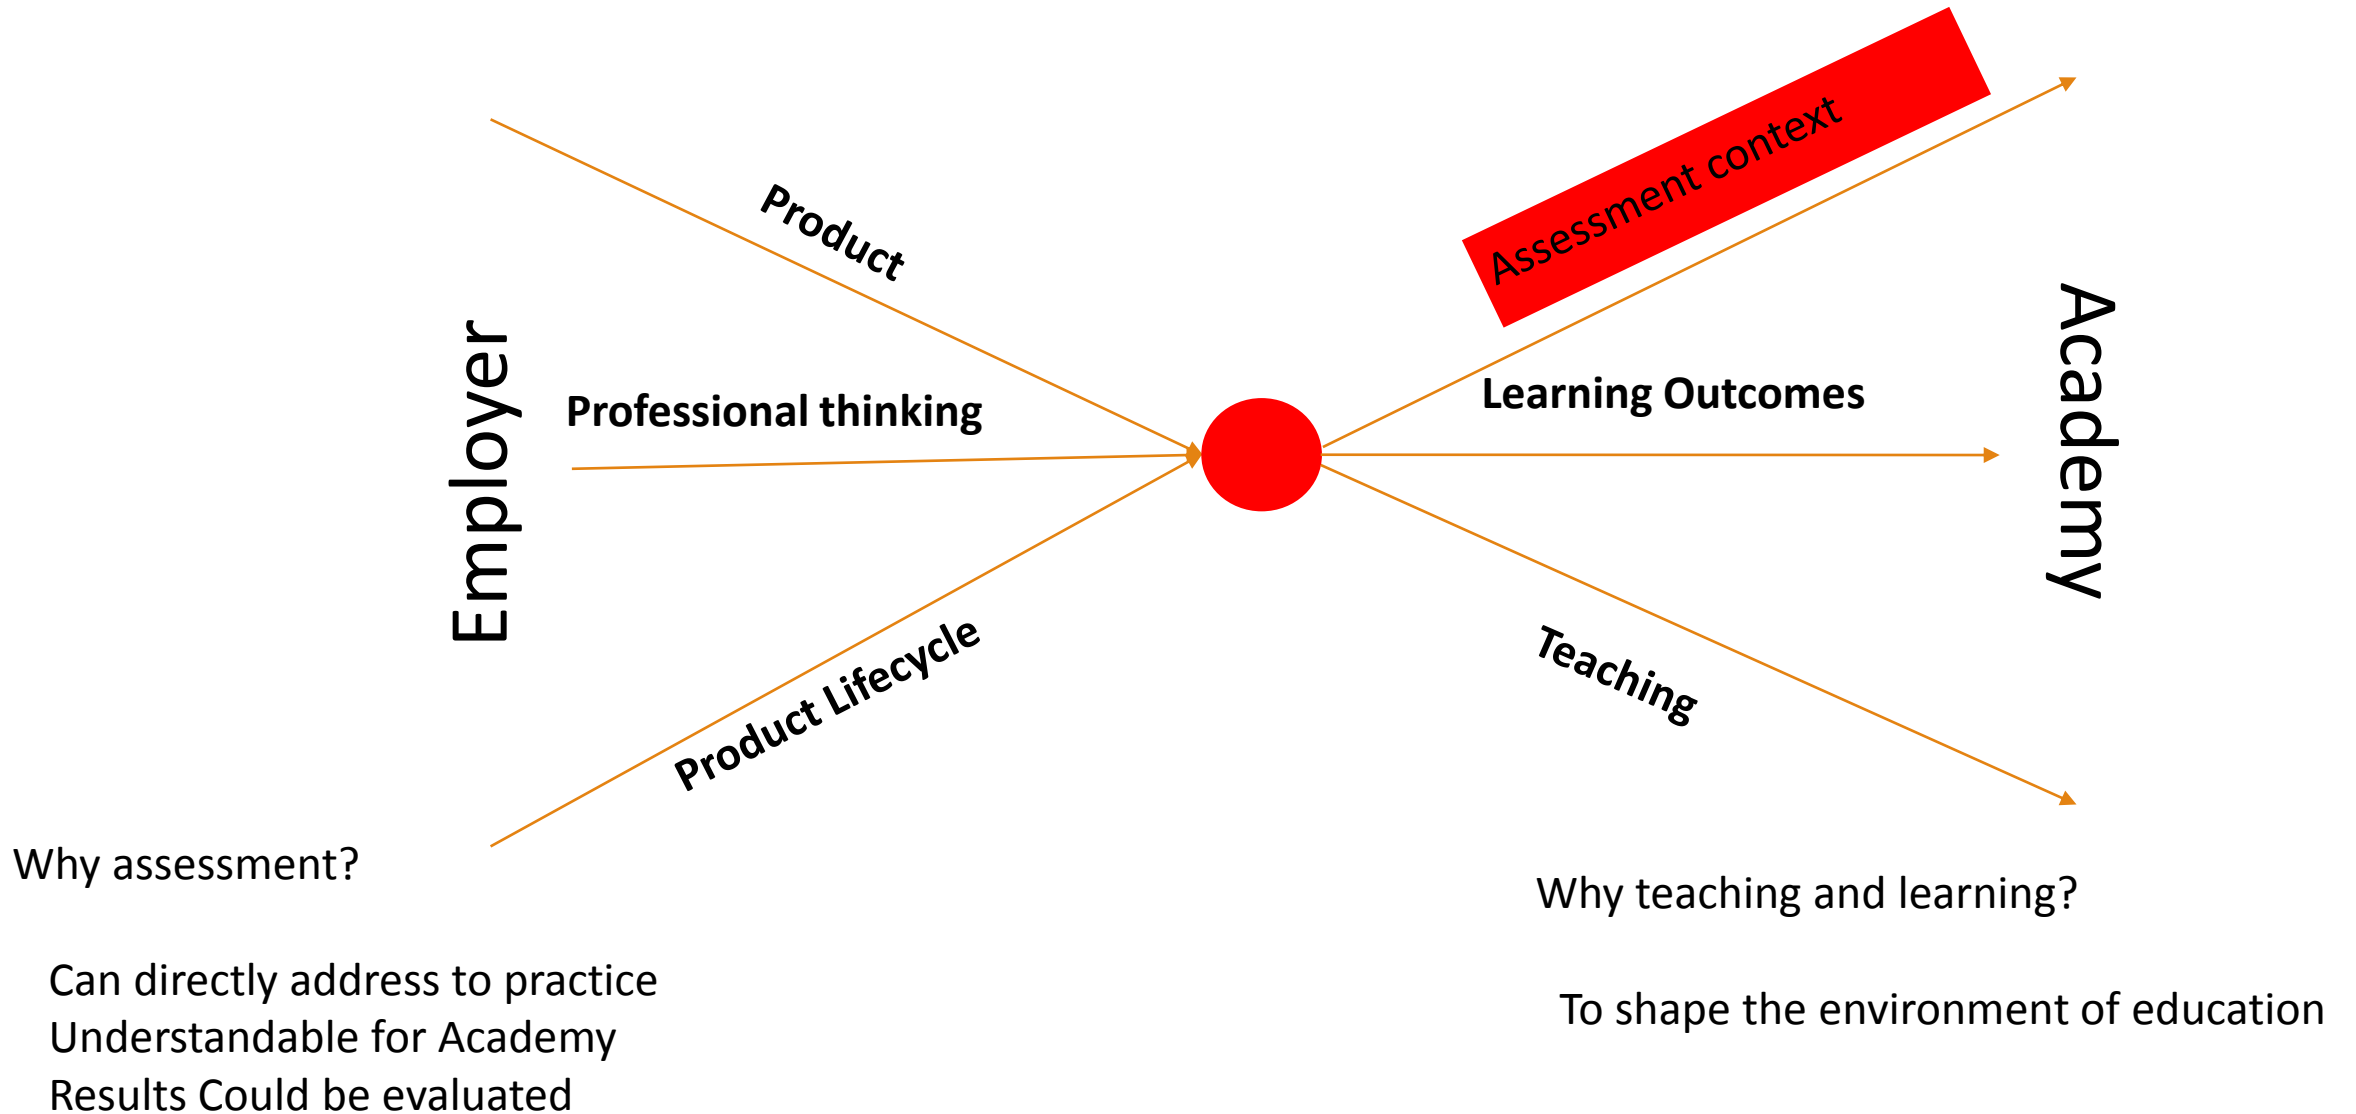 Product
Assessment context
Employer
Professional thinking
Learning Outcomes
Academy
Product Lifecycle
Teaching
Why assessment?
Can directly address to practice
Understandable for Academy
Results Could be evaluated
Why teaching and learning?
To shape the environment of education